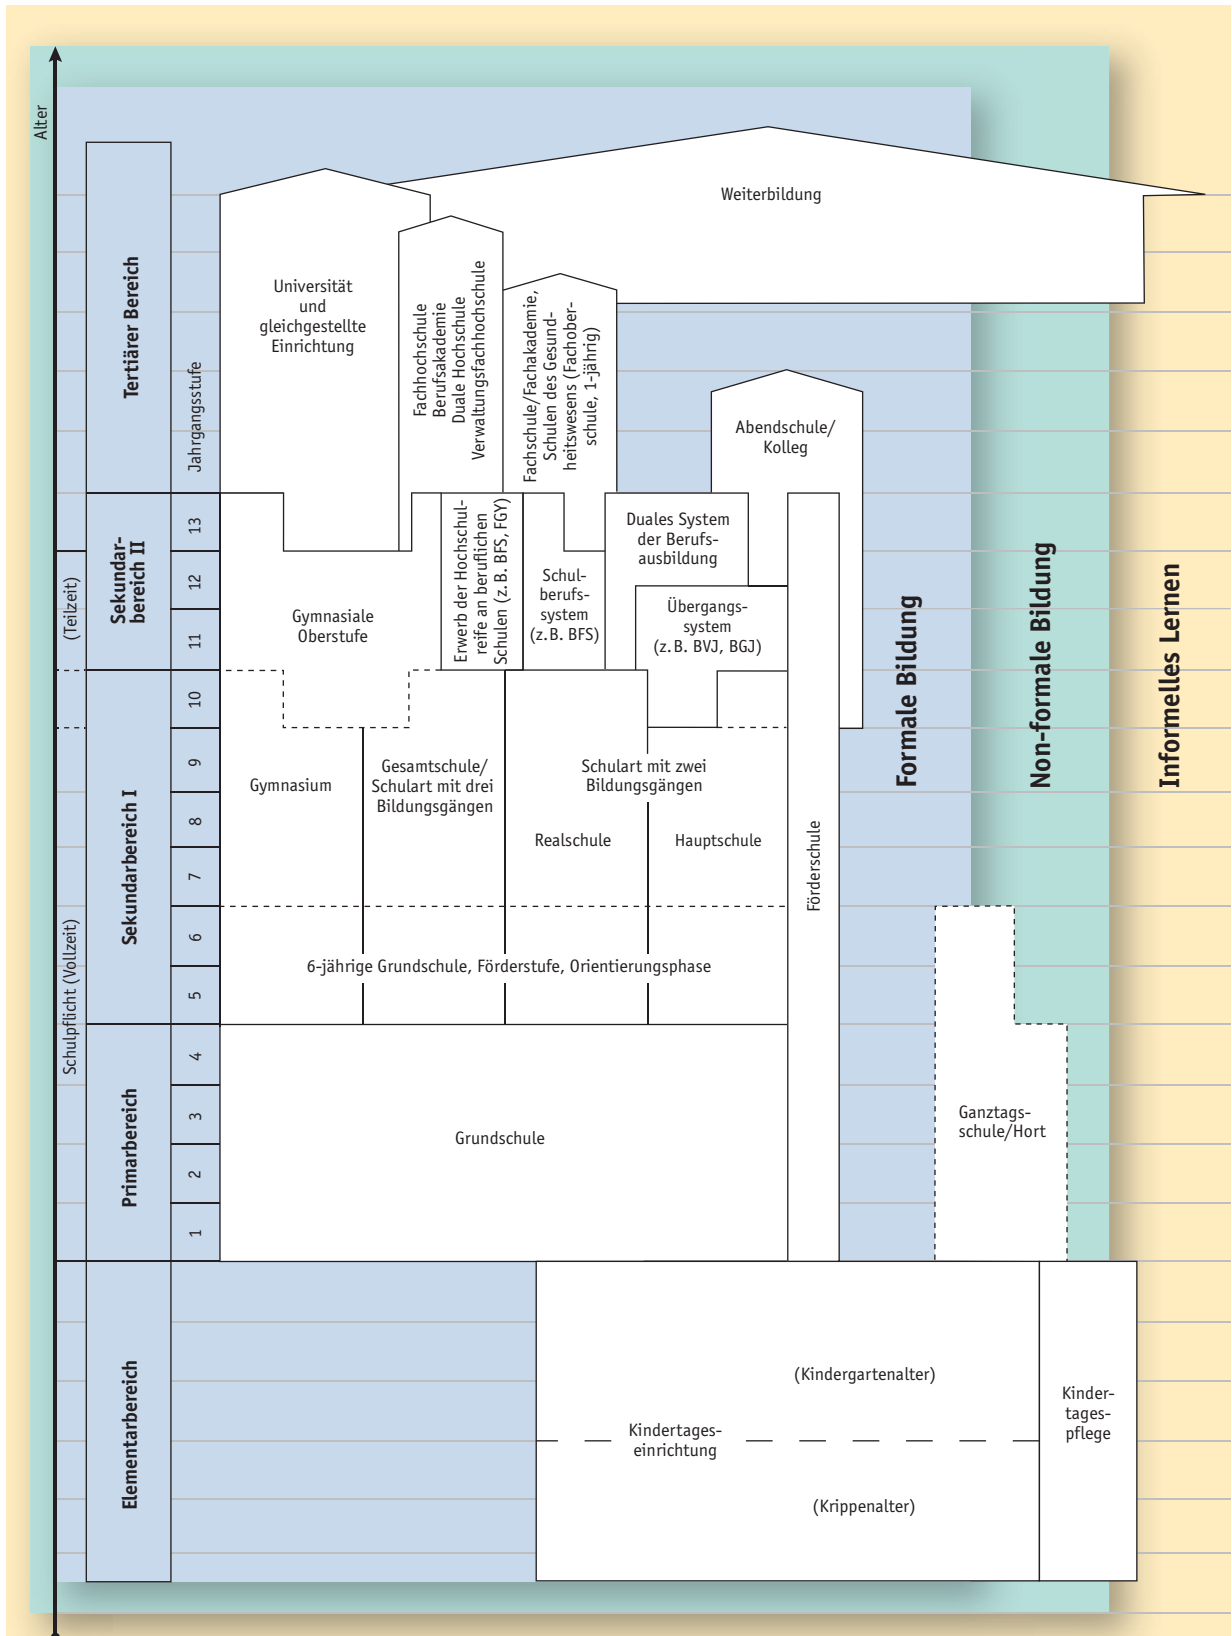 Alter
Tertiärer Bereich
Jahrgangsstufe
Universität
und
gleichgestellte
Einrichtung
Fachhochschule
Berufsakademie
Duale Hochschule
Verwaltungsfachhochschule
Fachschule/Fachakademie,
Schulen des Gesund-
heitswesens (Fachober-
schule, 1-jährig)
Weiterbildung
Abendschule/
Kolleg
(Teilzeit)
Sekundar-
bereich II
13
12
11
Gymnasiale
Oberstufe
Erwerb der Hochschul-
reife an beruflichen
Schulen (z.B. BFS, FGY)
Schul-
berufs-
system
(z.B. BFS)
Duales System
der Berufs-
ausbildung
Übergangs-
system
(z.B. BVJ, BGJ)
Formale Bildung
Non-formale Bildung
Informelles Lernen
Schulpflicht (Vollzeit)
Sekundarbereich I
10
9
8
7
6
5
Gymnasium
Gesamtschule/
Schulart mit drei
Bildungsgängen
Schulart mit zwei
Bildungsgängen
Realschule
Hauptschule
Förderschule
6-jährige Grundschule, Förderstufe, Orientierungsphase
Primarbereich
4
3
2
1
Grundschule
Ganztags-
schule/Hort
Elementarbereich
(Kindergartenalter)
Kindertages-
einrichtung
(Krippenalter)
Kinder-
tages-
pflege